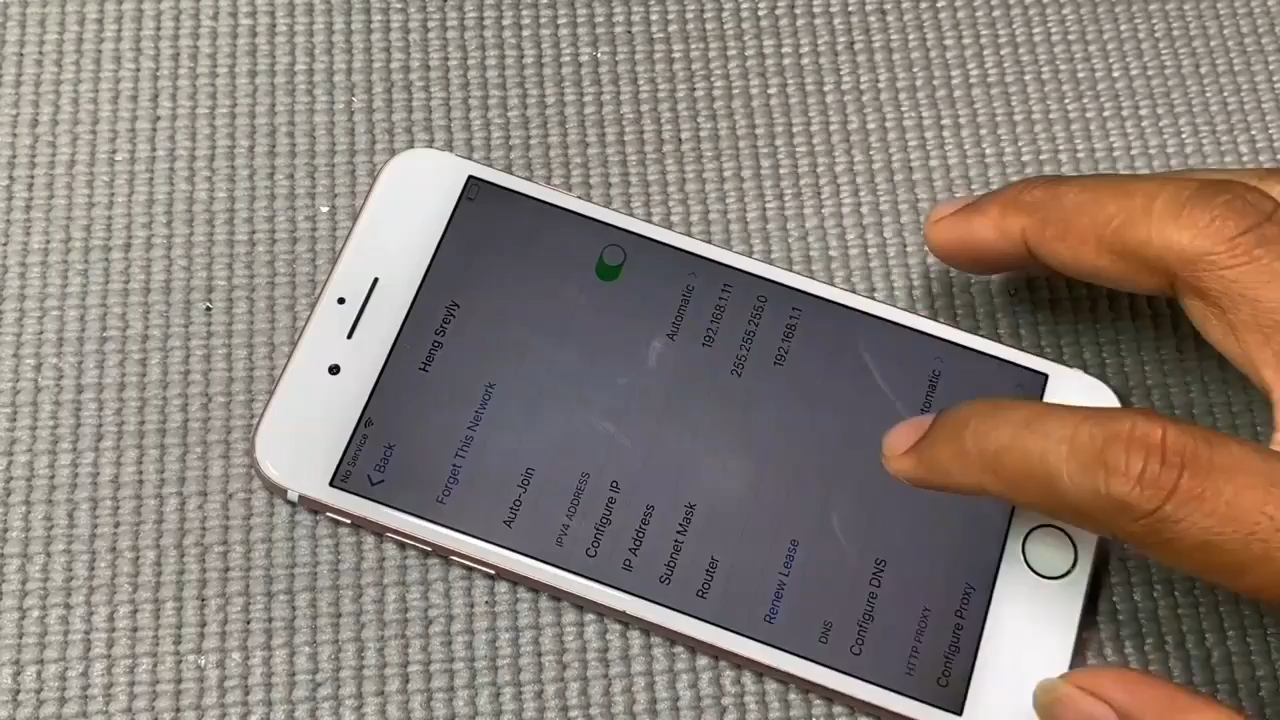 No Service
Back
Heng Sreyly
Forget This Network
Auto-Join
IPV4 ADDRESS
Configure IP Automatic
IP Address 192.168.1.11
Subnet Mask 255.255.255.0
Router 192.168.1.1
Renew Lease
DNS
Configure DNS tomatic
HTTP PROXY
Configure Proxy